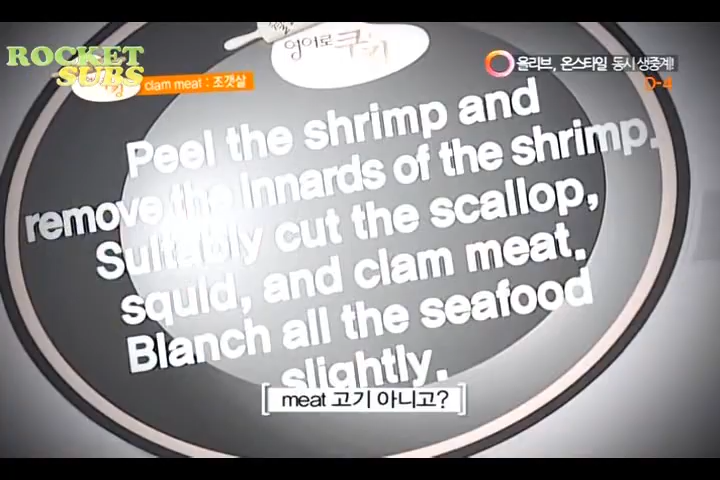 ROCKET
SUBS
영어로 쿠킹
clam meat : 조갯살
올리브, 온스타일 동시 생중계!
D-4
Peel the shrimp and
remove the innards of the shrimp.
Suitably cut the scallop,
squid, and clam meat.
Blanch all the seafood
slightly.
[ meat 고기 아니고? ]